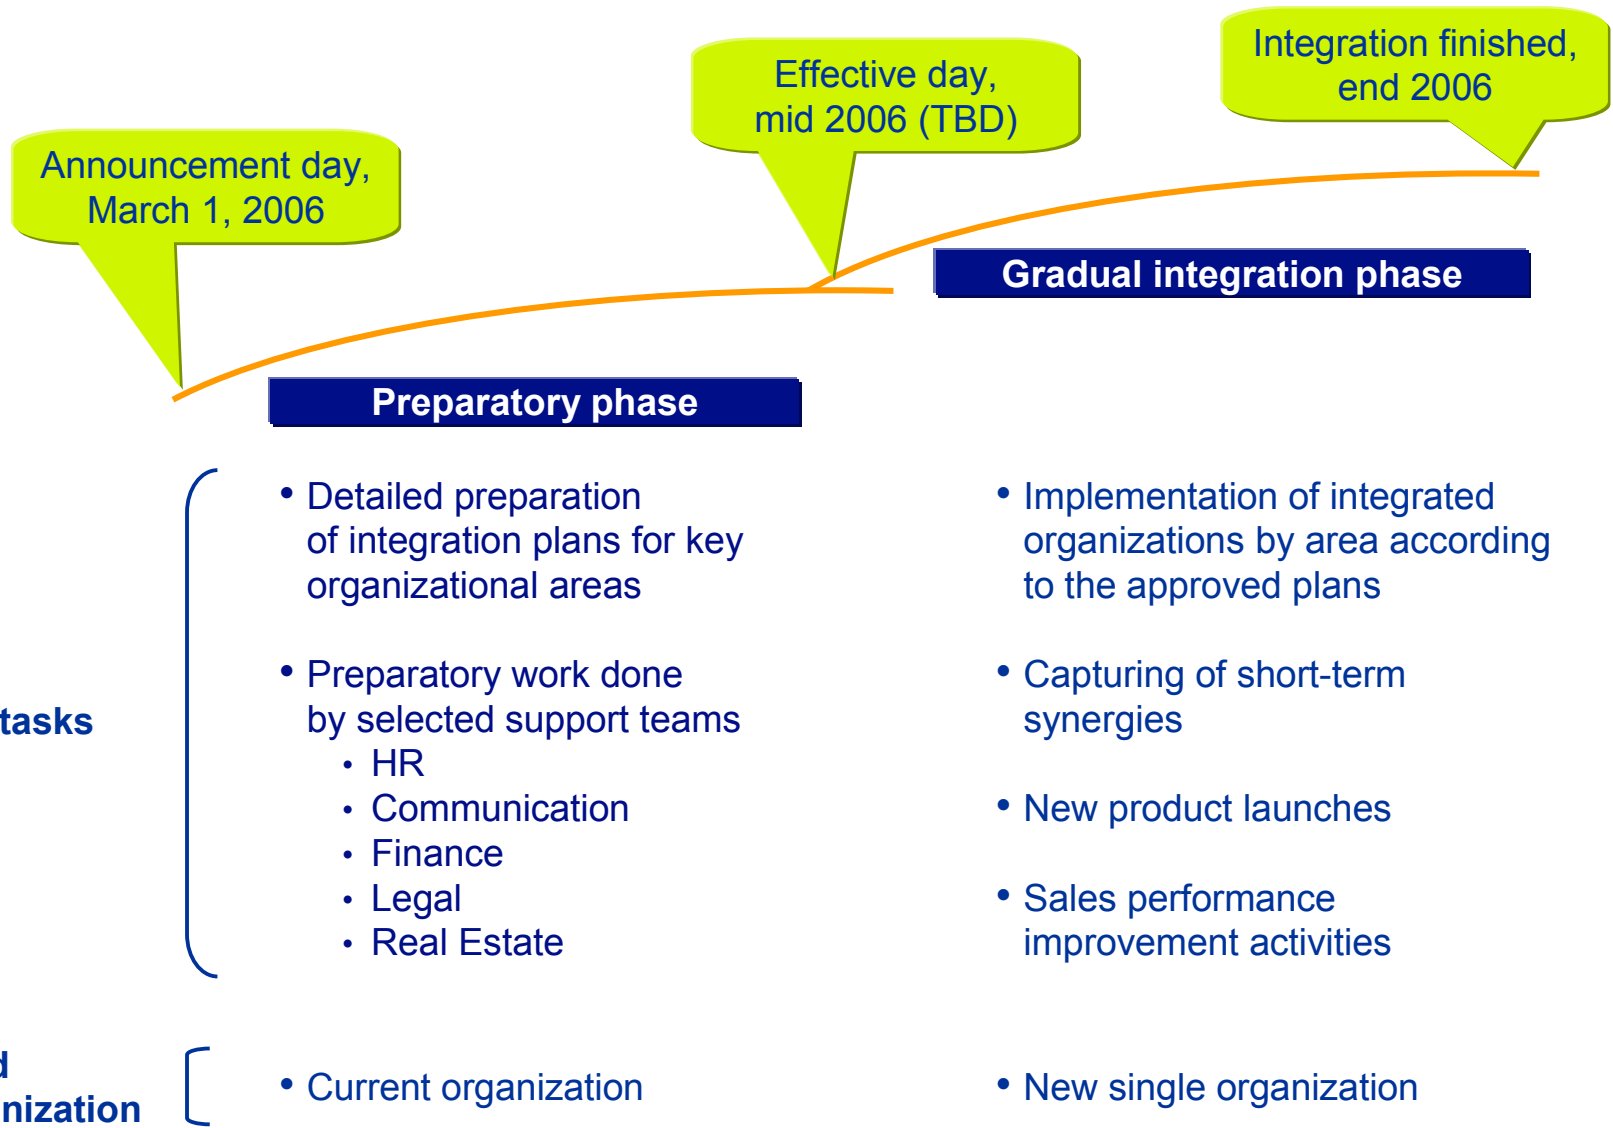 Integration finished,
end 2006
Effective day,
mid 2006 (TBD)
Announcement day,
March 1, 2006
Gradual integration phase
Preparatory phase
tasks
• Detailed preparation
of integration plans for key
organizational areas
• Preparatory work done
by selected support teams
• HR
• Communication
• Finance
• Legal
• Real Estate
• Implementation of integrated
organizations by area according
to the approved plans
• Capturing of short-term
synergies
• New product launches
• Sales performance
improvement activities
nization
• Current organization
• New single organization